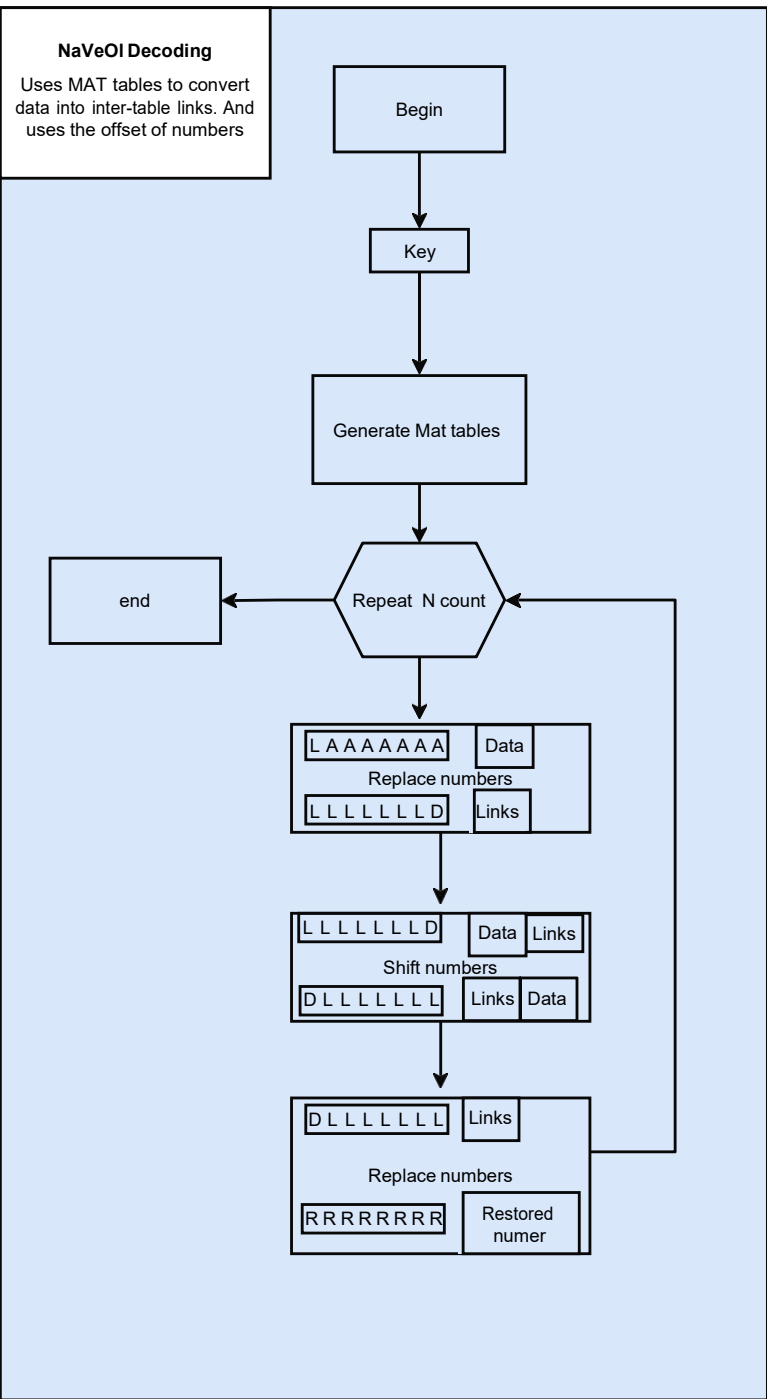 NaVeOl Decoding
Uses MAT tables to convert
data into inter-table links. And
uses the offset of numbers
Begin
Key
Generate Mat tables
end
Repeat N count
L A A A A A A A Data
Replace numbers
L L L L L L L D Links
L L L L L L L D Data Links
Shift numbers
D L L L L L L L Links Data
D L L L L L L L Links
Replace numbers
R R R R R R R R Restored
numer